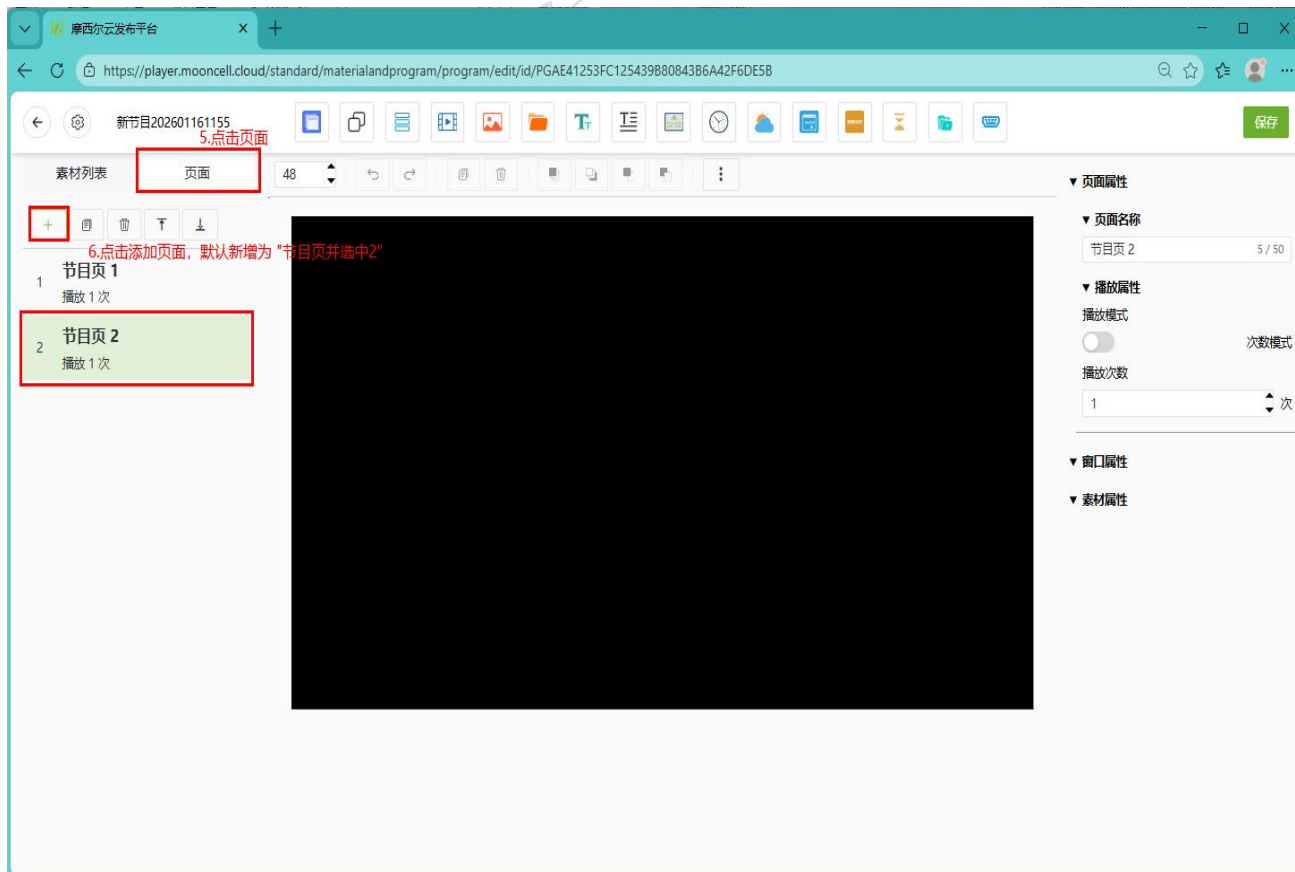 摩西尔云发布平台
https://player.mooncell.cloud/standard/materialandprogram/program/edit/id/PGAE41253FC125439B80843B6A42F6DE5B
新节目202601161155
保存
5.点击页面
素材列表
页面
48
6.点击添加页面，默认新增为 "节目页并选中2"
1
节目页 1
播放 1 次
2
节目页 2
播放 1 次
▼ 页面属性
▼ 页面名称
节目页 2
5 / 50
▼ 播放属性
播放模式
次数模式
播放次数
1
次
▼ 窗口属性
▼ 素材属性